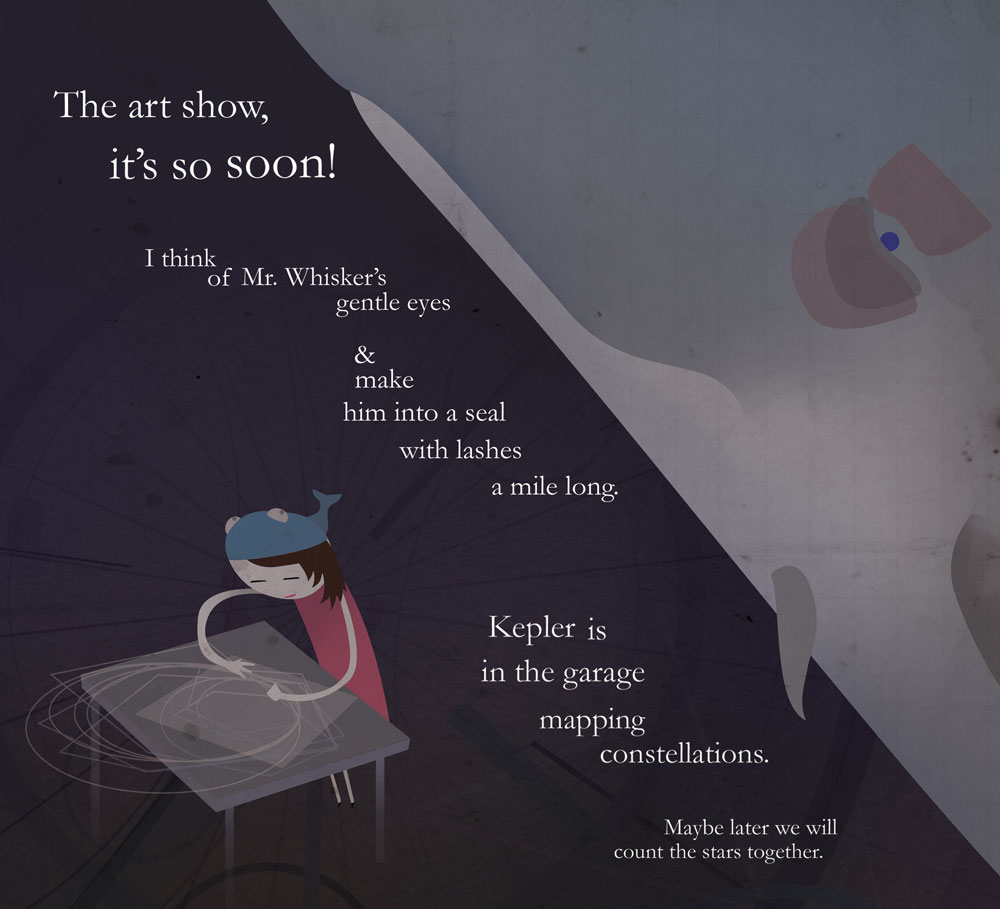 The art show,
it's so soon!
I think
of Mr. Whisker's
gentle eyes
&
make
him into a seal
with lashes
a mile long.
Kepler is
in the garage
mapping
constellations.
Maybe later we will
count the stars together.